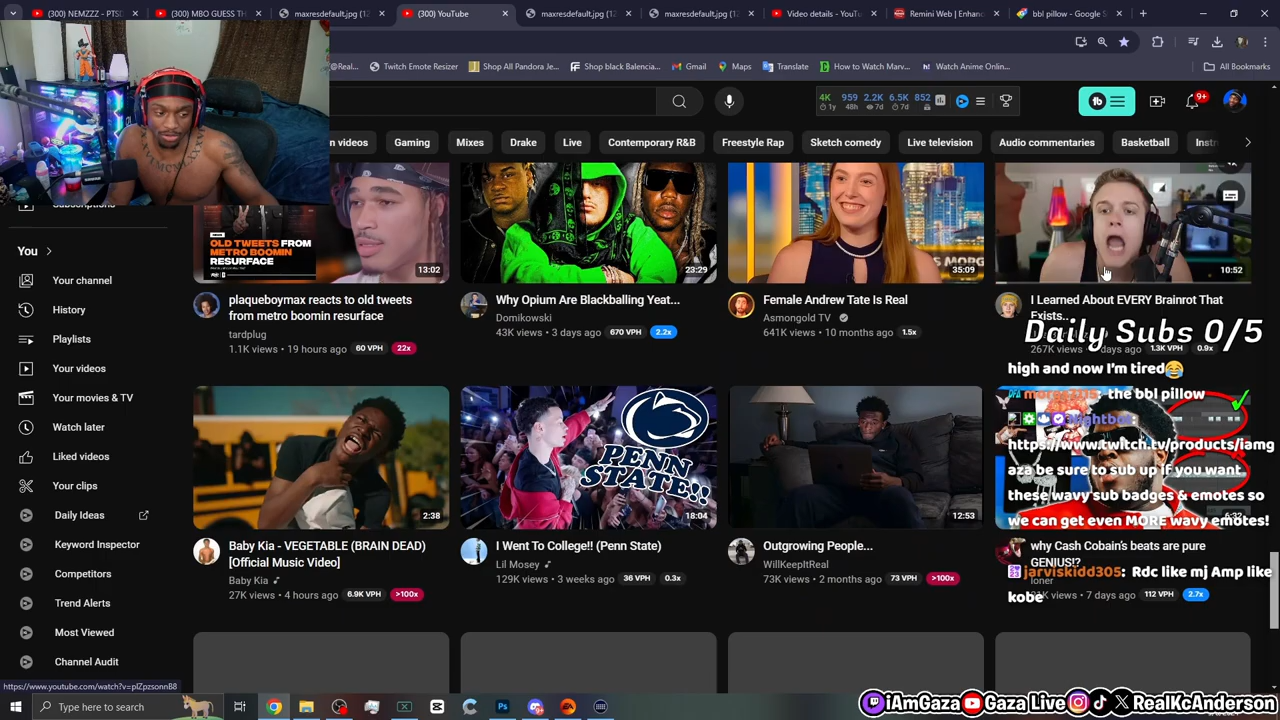 (300) NEMZZZ - PTSD
(300) MBO GUESS TH
maxresdefault.jpg (12
(300) YouTube
maxresdefault.jpg (12
maxresdefault.jpg (12
Video details - YouTu
Remini Web | Enhanc
bbl pillow - Google S
@Real...
Twitch Emote Resizer
Shop All Pandora Je...
Shop black Balencia...
Gmail
Maps
Translate
How to Watch Marv...
Watch Anime Onlin...
All Bookmarks
4K 959 2.2K 6.5K 852
1y 48h 7d 7d
9+
n videos
Gaming
Mixes
Drake
Live
Contemporary R&B
Freestyle Rap
Sketch comedy
Live television
Audio commentaries
Basketball
Instr
Subscriptions
You
Your channel
History
Playlists
Your videos
Your movies & TV
Watch later
Liked videos
Your clips
Daily Ideas
Keyword Inspector
Competitors
Trend Alerts
Most Viewed
Channel Audit
OLD TWEETS FROM
METRO BOOMIN
RESURFACE
13:02
plaqueboymax reacts to old tweets
from metro boomin resurface
tardplug
1.1K views • 19 hours ago 60 VPH 22x
23:29
Why Opium Are Blackballing Yeat...
Domikowski
43K views • 3 days ago 670 VPH 2.2x
35:09
Female Andrew Tate Is Real
Asmongold TV
641K views • 10 months ago 1.5x
10:52
I Learned About EVERY Brainrot That
Exists..
267K views days ago 1.3K VPH 0.9x
Daily Subs 0/5
high and now I'm tired😂
the bbl pillow
https://www.twitch.tv/products/iamg
aza be sure to sub up if you want
these wavy sub badges & emotes so
we can get even MORE wavy emotes!
jarviskidd305: Rdc like mj Amp like
kobe
2:38
Baby Kia - VEGETABLE (BRAIN DEAD)
[Official Music Video]
Baby Kia
27K views • 4 hours ago 6.9K VPH >100x
PENN
STATE!!
18:04
I Went To College!! (Penn State)
Lil Mosey
129K views • 3 weeks ago 36 VPH 0.3x
12:53
Outgrowing People...
WillKeepItReal
73K views • 2 months ago 73 VPH >100x
why Cash Cobain's beats are pure
GENIUS!?
loner
K views • 7 days ago 112 VPH 2.7x
https://www.youtube.com/watch?v=plZpzsonnB8
Type here to search
iAmGaza Gaza Live RealKcAnderson